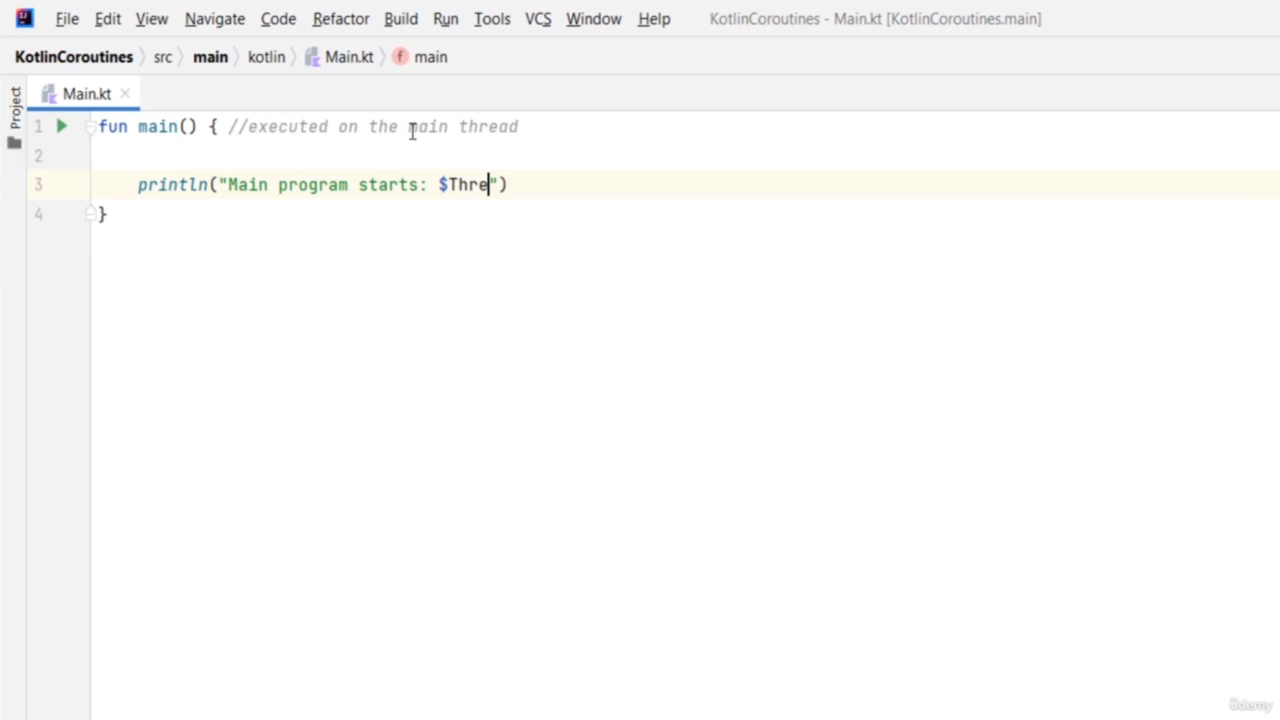 File Edit View Navigate Code Refactor Build Run Tools VCS Window Help KotlinCoroutines - Main.kt [KotlinCoroutines.main]
KotlinCoroutines src main kotlin Main.kt f main
Project
Main.kt
1 fun main() { //executed on the main thread
2
3 println("Main program starts: $Thre")
4 }
ûdemy